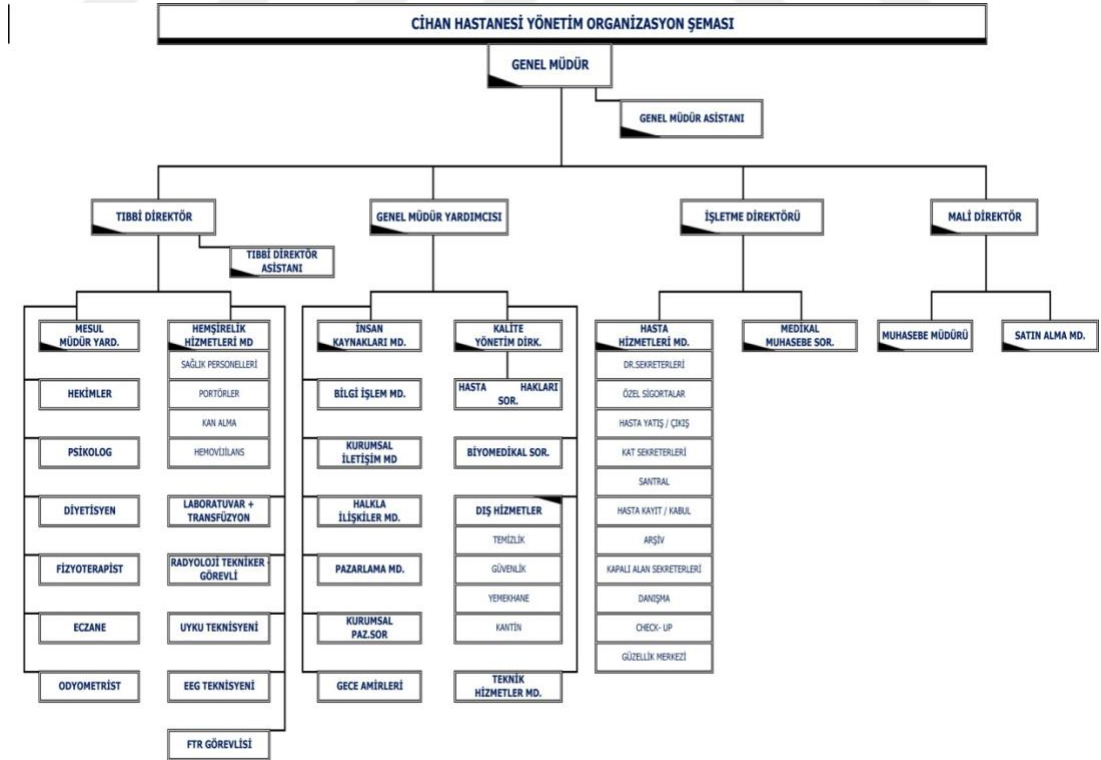 CİHAN HASTANESİ YÖNETİM ORGANİZASYON ŞEMASI
GENEL MÜDÜR
GENEL MÜDÜR ASİSTANI
TIBBİ DİREKTÖR
GENEL MÜDÜR YARDIMCISI
İŞLETME DİREKTÖRÜ
MALİ DİREKTÖR
TIBBİ DİREKTÖR
ASİSTANI
MESUL
MÜDÜR YARD.
HEKİMLER
PSİKOLOG
DİYETİSYEN
FİZYOTERAPİST
ECZANE
ODYOMETRİST
HEMŞİRELİK
HİZMETLERİ MD
SAĞLIK PERSONELLERİ
PORTÖRLER
KAN ALMA
HEMOVİJİLANS
LABORATUVAR +
TRANSFÜZYON
RADYOLOJİ TEKNİKER -
GÖREVLİ
UYKU TEKNİSYENİ
EEG TEKNİSYENİ
FTR GÖREVLİSİ
İNSAN
KAYNAKLARI MD.
BİLGİ İŞLEM MD.
KURUMSAL
İLETİŞİM MD
HALKLA
İLİŞKİLER MD.
PAZARLAMA MD.
KURUMSAL
PAZ.SOR
GECE AMİRLERİ
KALİTE
YÖNETİM DİRK.
HASTA HAKLARI
SOR.
BİYOMEDİKAL SOR.
DIŞ HİZMETLER
TEMİZLİK
GÜVENLİK
YEMEKHANE
KANTİN
TEKNİK
HİZMETLER MD.
HASTA
HİZMETLERİ MD.
DR.SEKRETERLERİ
ÖZEL SİGORTALAR
HASTA YATIŞ / ÇIKIŞ
KAT SEKRETERLERİ
SANTRAL
HASTA KAYIT / KABUL
ARŞİV
KAPALI ALAN SEKRETERLERİ
DANIŞMA
CHECK- UP
GÜZELLİK MERKEZİ
MEDİKAL
MUHASEBE SOR.
MUHASEBE MÜDÜRÜ
SATIN ALMA MD.